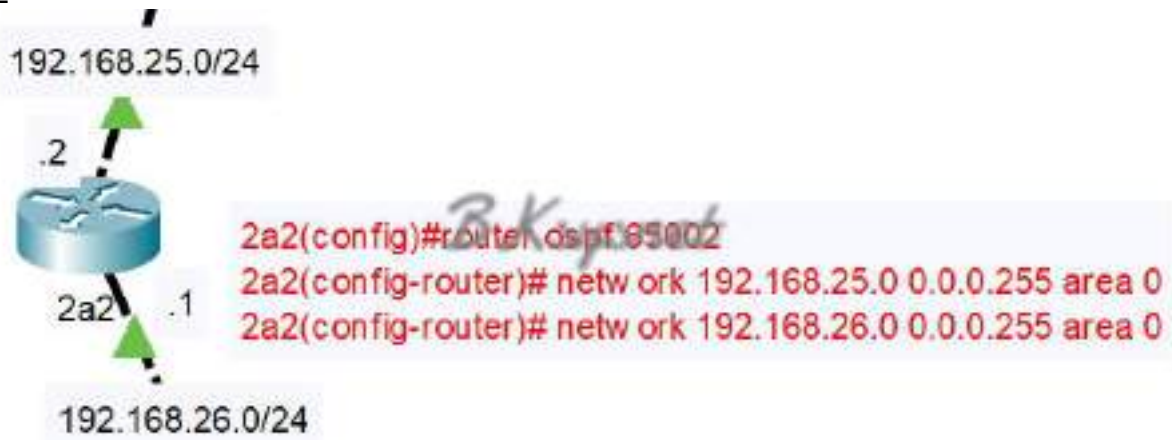 192.168.25.0/24
.2
2a2(config)#router ospf 65002
2a2(config-router)# netw ork 192.168.25.0 0.0.0.255 area 0
2a2(config-router)# netw ork 192.168.26.0 0.0.0.255 area 0
2a2
.1
192.168.26.0/24